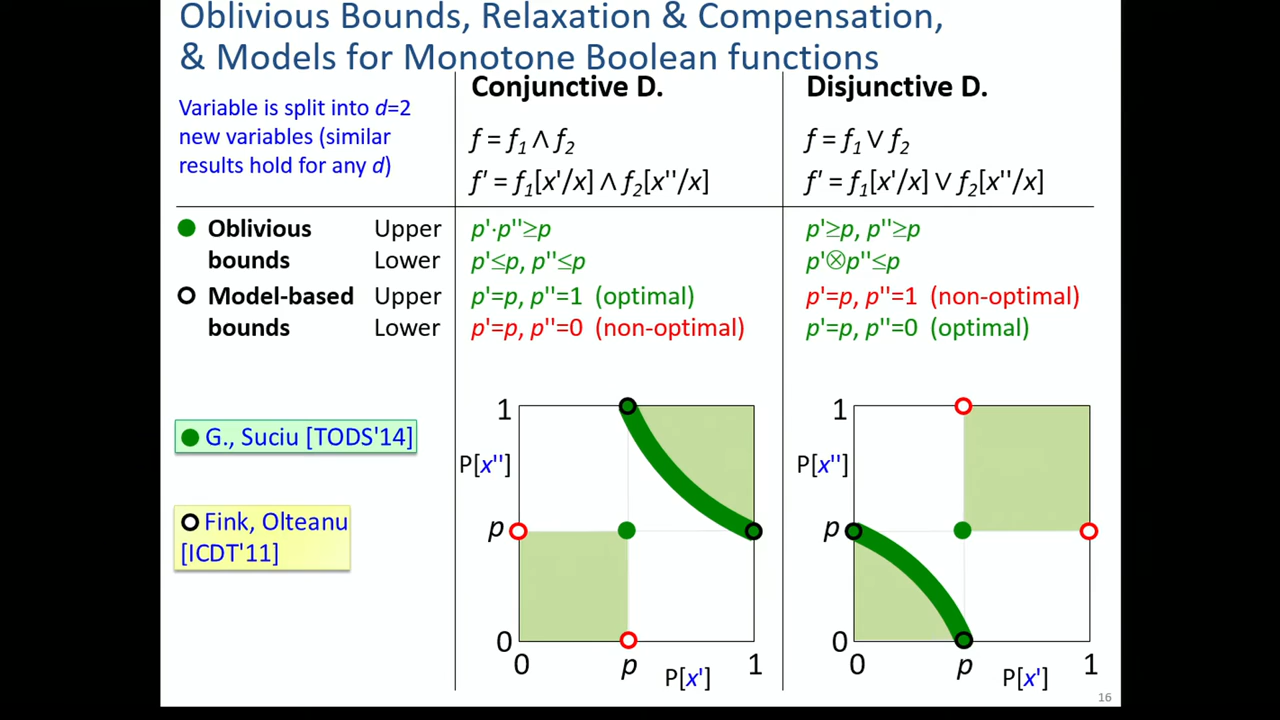 Oblivious Bounds, Relaxation & Compensation,
& Models for Monotone Boolean functions
Variable is split into d=2
new variables (similar
results hold for any d)
Conjunctive D.
f = f₁ ∧ f₂
f' = f₁[x'/x] ∧ f₂[x''/x]
Disjunctive D.
f = f₁ ∨ f₂
f' = f₁[x'/x] ∨ f₂[x''/x]
Oblivious Upper p'·p''≥p p'≥p, p''≥p
bounds Lower p'≤p, p''≤p p'⊗p''≤p
Model-based Upper p'=p, p''=1 (optimal) p'=p, p''=1 (non-optimal)
bounds Lower p'=p, p''=0 (non-optimal) p'=p, p''=0 (optimal)
G., Suciu [TODS'14]
Fink, Olteanu
[ICDT'11]
1
P[x'']
p
0
0 p 1
P[x']
1
P[x'']
p
0
0 p 1
P[x']
16